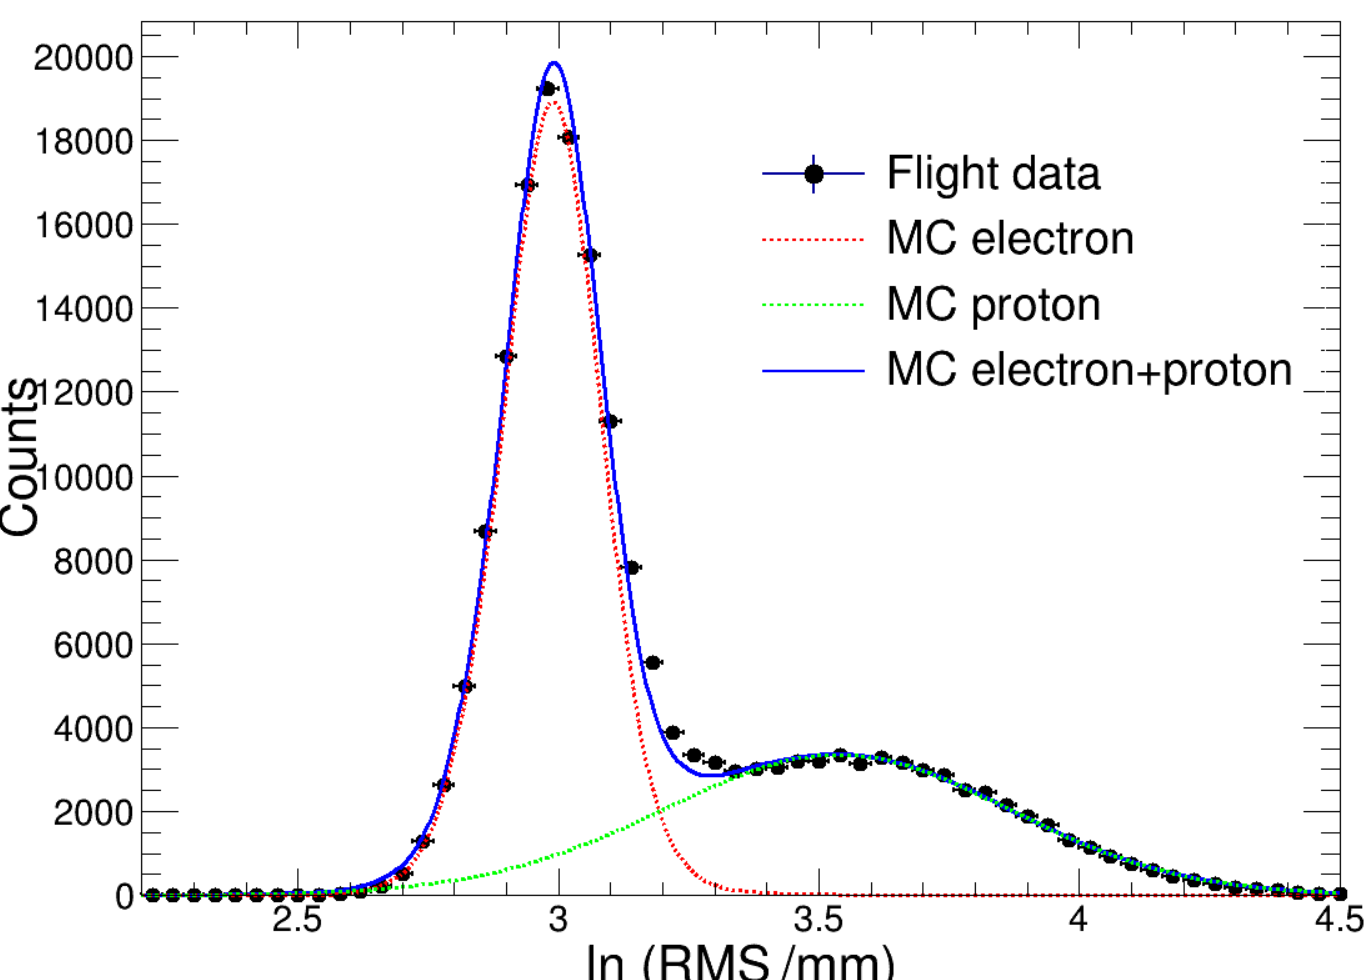 20000
18000
16000
14000
12000
10000
8000
6000
4000
2000
0
Counts
Flight data
MC electron
MC proton
MC electron+proton
2.5 3 3.5 4 4.5
ln (RMS /mm)